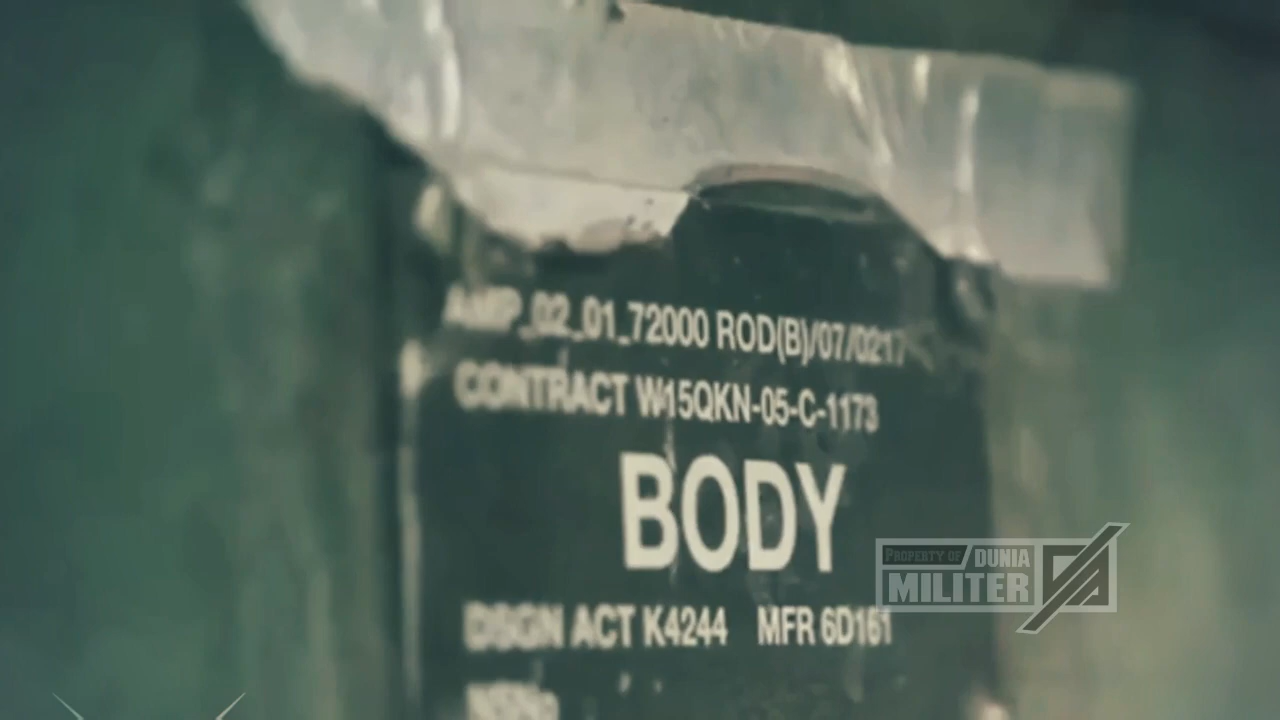 AMP_02_01_72000 ROD(B)/07/0217
CONTRACT W15QKN-05-C-1173
BODY
DSGN ACT K4244 MFR 6D161
PROPERTY OF DUNIA
MILITER